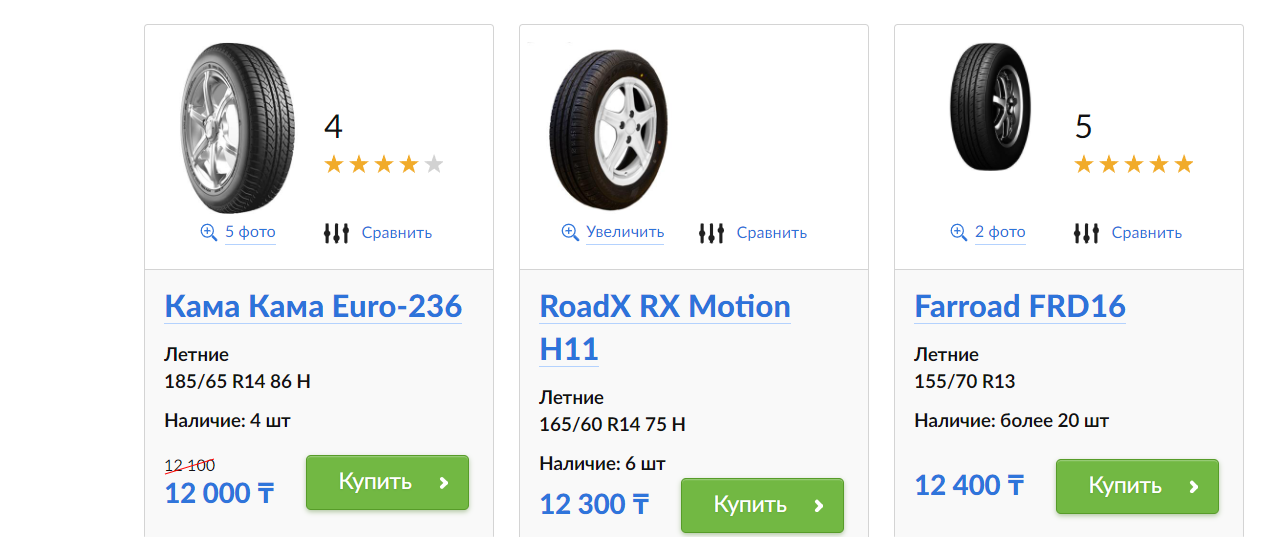 4
5 фото
Сравнить
Кама Кама Euro-236
Летние
185/65 R14 86 H
Наличие: 4 шт
12 100
12 000 ₸
Купить
Увеличить
Сравнить
RoadX RX Motion
H11
Летние
165/60 R14 75 H
Наличие: 6 шт
12 300 ₸
Купить
5
2 фото
Сравнить
Farroad FRD16
Летние
155/70 R13
Наличие: более 20 шт
12 400 ₸
Купить